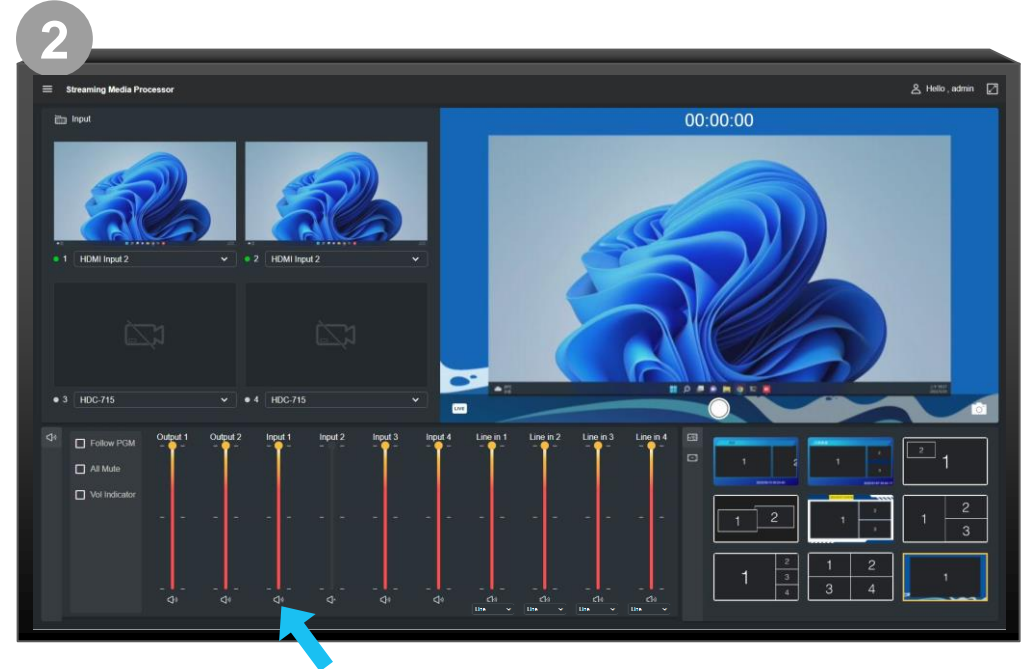 2
Streaming Media Processor
Hello , admin
Input
00:00:00
1 HDMI Input 2
2 HDMI Input 2
3 HDC-715
4 HDC-715
LIVE
Follow PGM
All Mute
Vol Indicator
Output 1 Output 2 Input 1 Input 2 Input 3 Input 4 Line in 1 Line in 2 Line in 3 Line in 4
Line Line Line Line
1
1
2 1
1 2
1 2 3
1 2 3
1 2 3 4
1 2
3 4
1